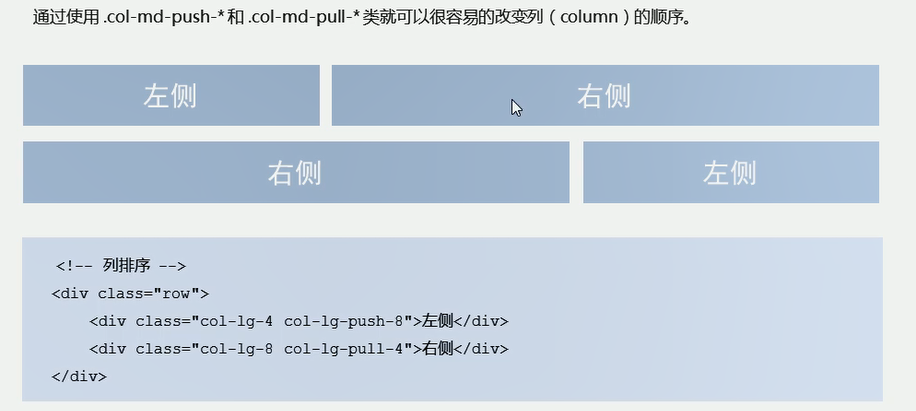 通过使用 .col-md-push-* 和 .col-md-pull-* 类就可以很容易的改变列（column）的顺序。
左侧 右侧
右侧 左侧
<!-- 列排序 -->
<div class="row">
<div class="col-lg-4 col-lg-push-8">左侧</div>
<div class="col-lg-8 col-lg-pull-4">右侧</div>
</div>